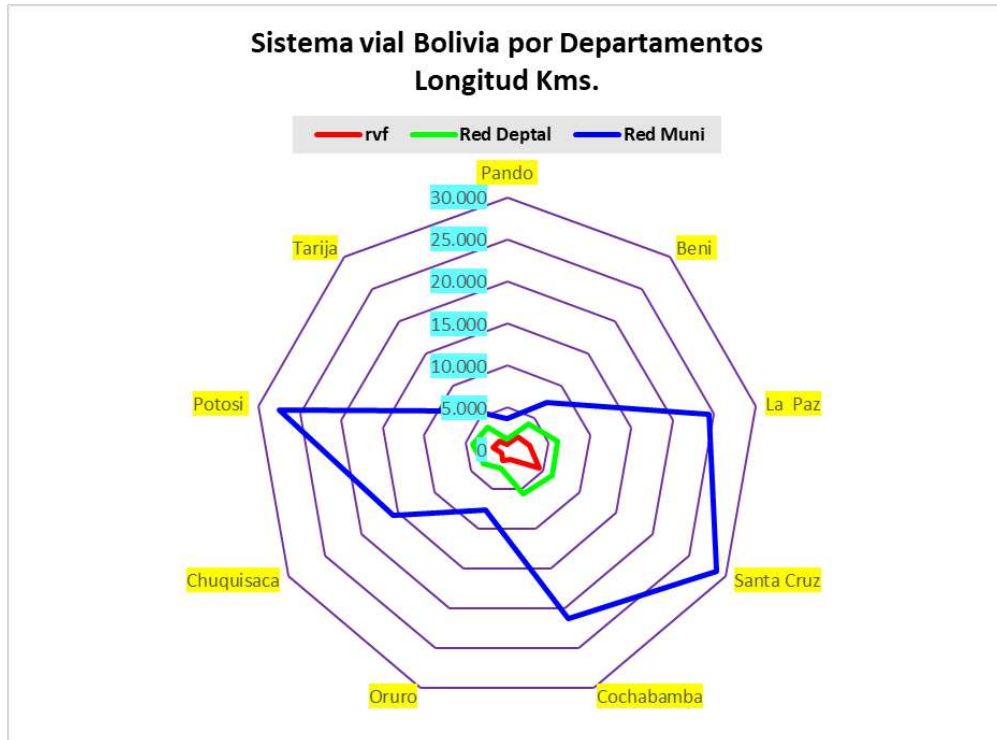 Sistema vial Bolivia por Departamentos
Longitud Kms.
rvf Red Deptal Red Muni
Pando
30.000
Tarija
Beni
25.000
20.000
15.000
10.000
Potosi
5.000
La Paz
0
Chuquisaca
Santa Cruz
Oruro
Cochabamba